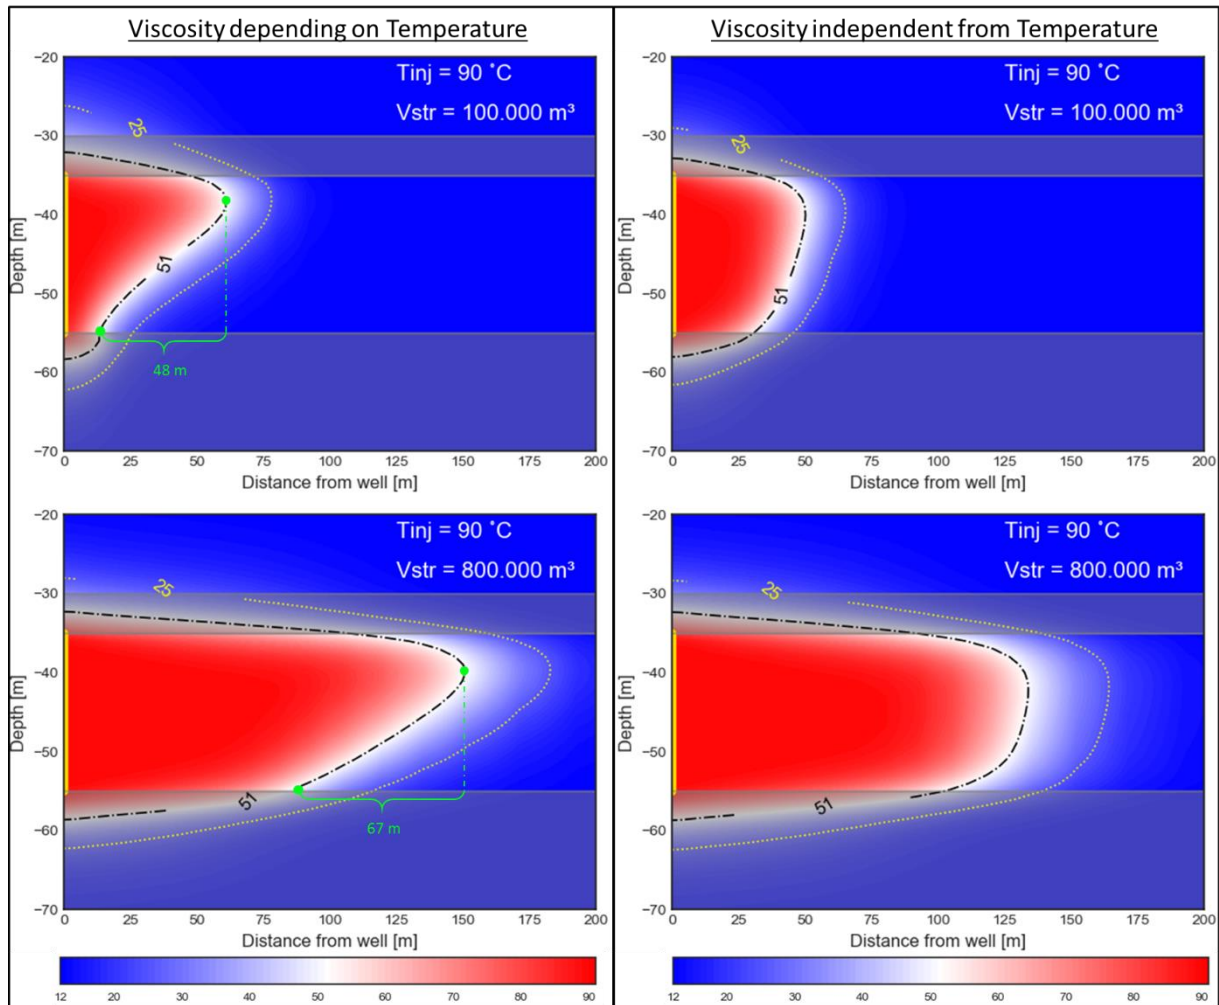 Viscosity depending on Temperature
Viscosity independent from Temperature
−20
−30
−40
−50
−60
−70
Depth [m]
Tinj = 90 ˚C
Vstr = 100.000 m³
25
51
48 m
0 25 50 75 100 125 150 175 200
Distance from well [m]
−20
−30
−40
−50
−60
−70
Depth [m]
Tinj = 90 ˚C
Vstr = 100.000 m³
25
51
0 25 50 75 100 125 150 175 200
Distance from well [m]
−20
−30
−40
−50
−60
−70
Depth [m]
Tinj = 90 ˚C
Vstr = 800.000 m³
25
51
67 m
0 25 50 75 100 125 150 175 200
Distance from well [m]
−20
−30
−40
−50
−60
−70
Depth [m]
Tinj = 90 ˚C
Vstr = 800.000 m³
25
51
0 25 50 75 100 125 150 175 200
Distance from well [m]
12 20 30 40 50 60 70 80 90
12 20 30 40 50 60 70 80 90